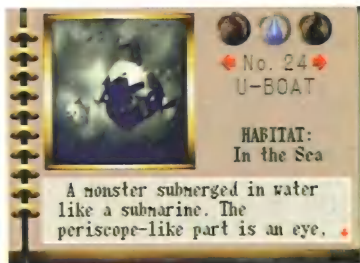 No. 24
U-BOAT
HABITAT:
In the Sea
A monster submerged in water
like a submarine. The
periscope-like part is an eye.